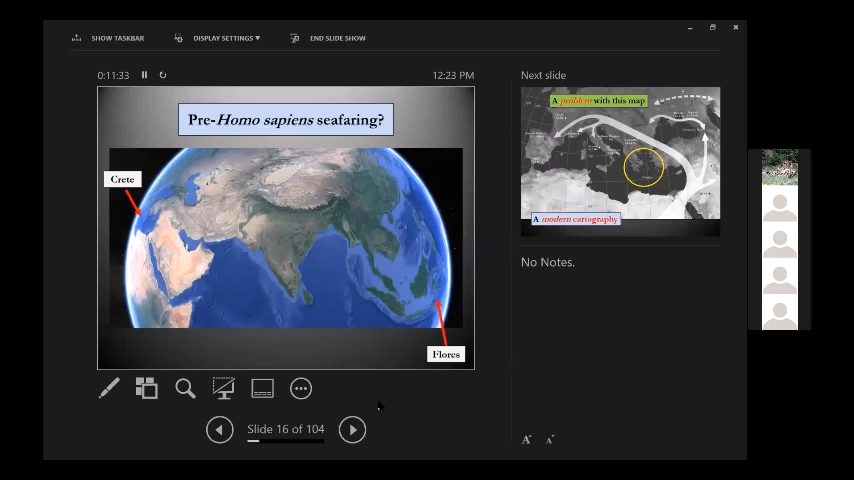 SHOW TASKBAR
DISPLAY SETTINGS ▼
END SLIDE SHOW
0:11:33
12:23 PM
Pre-Homo sapiens seafaring?
Crete
Flores
Slide 16 of 104
Next slide
A problem with this map
A modern cartography
No Notes.
A
A